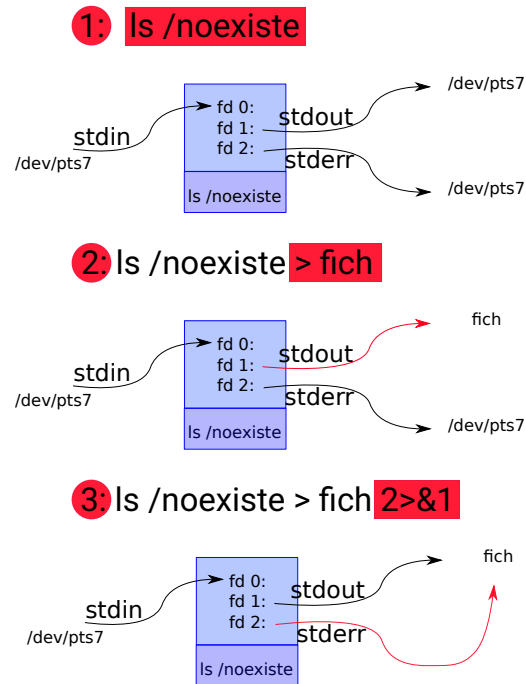 1: ls /noexiste
/dev/pts7
fd 0:
stdin
fd 1:
stdout
fd 2:
stderr
/dev/pts7
ls /noexiste
/dev/pts7
2: ls /noexiste > fich
fich
fd 0:
stdin
fd 1:
stdout
fd 2:
stderr
/dev/pts7
ls /noexiste
/dev/pts7
3: ls /noexiste > fich 2>&1
fich
fd 0:
stdin
fd 1:
stdout
fd 2:
stderr
/dev/pts7
ls /noexiste